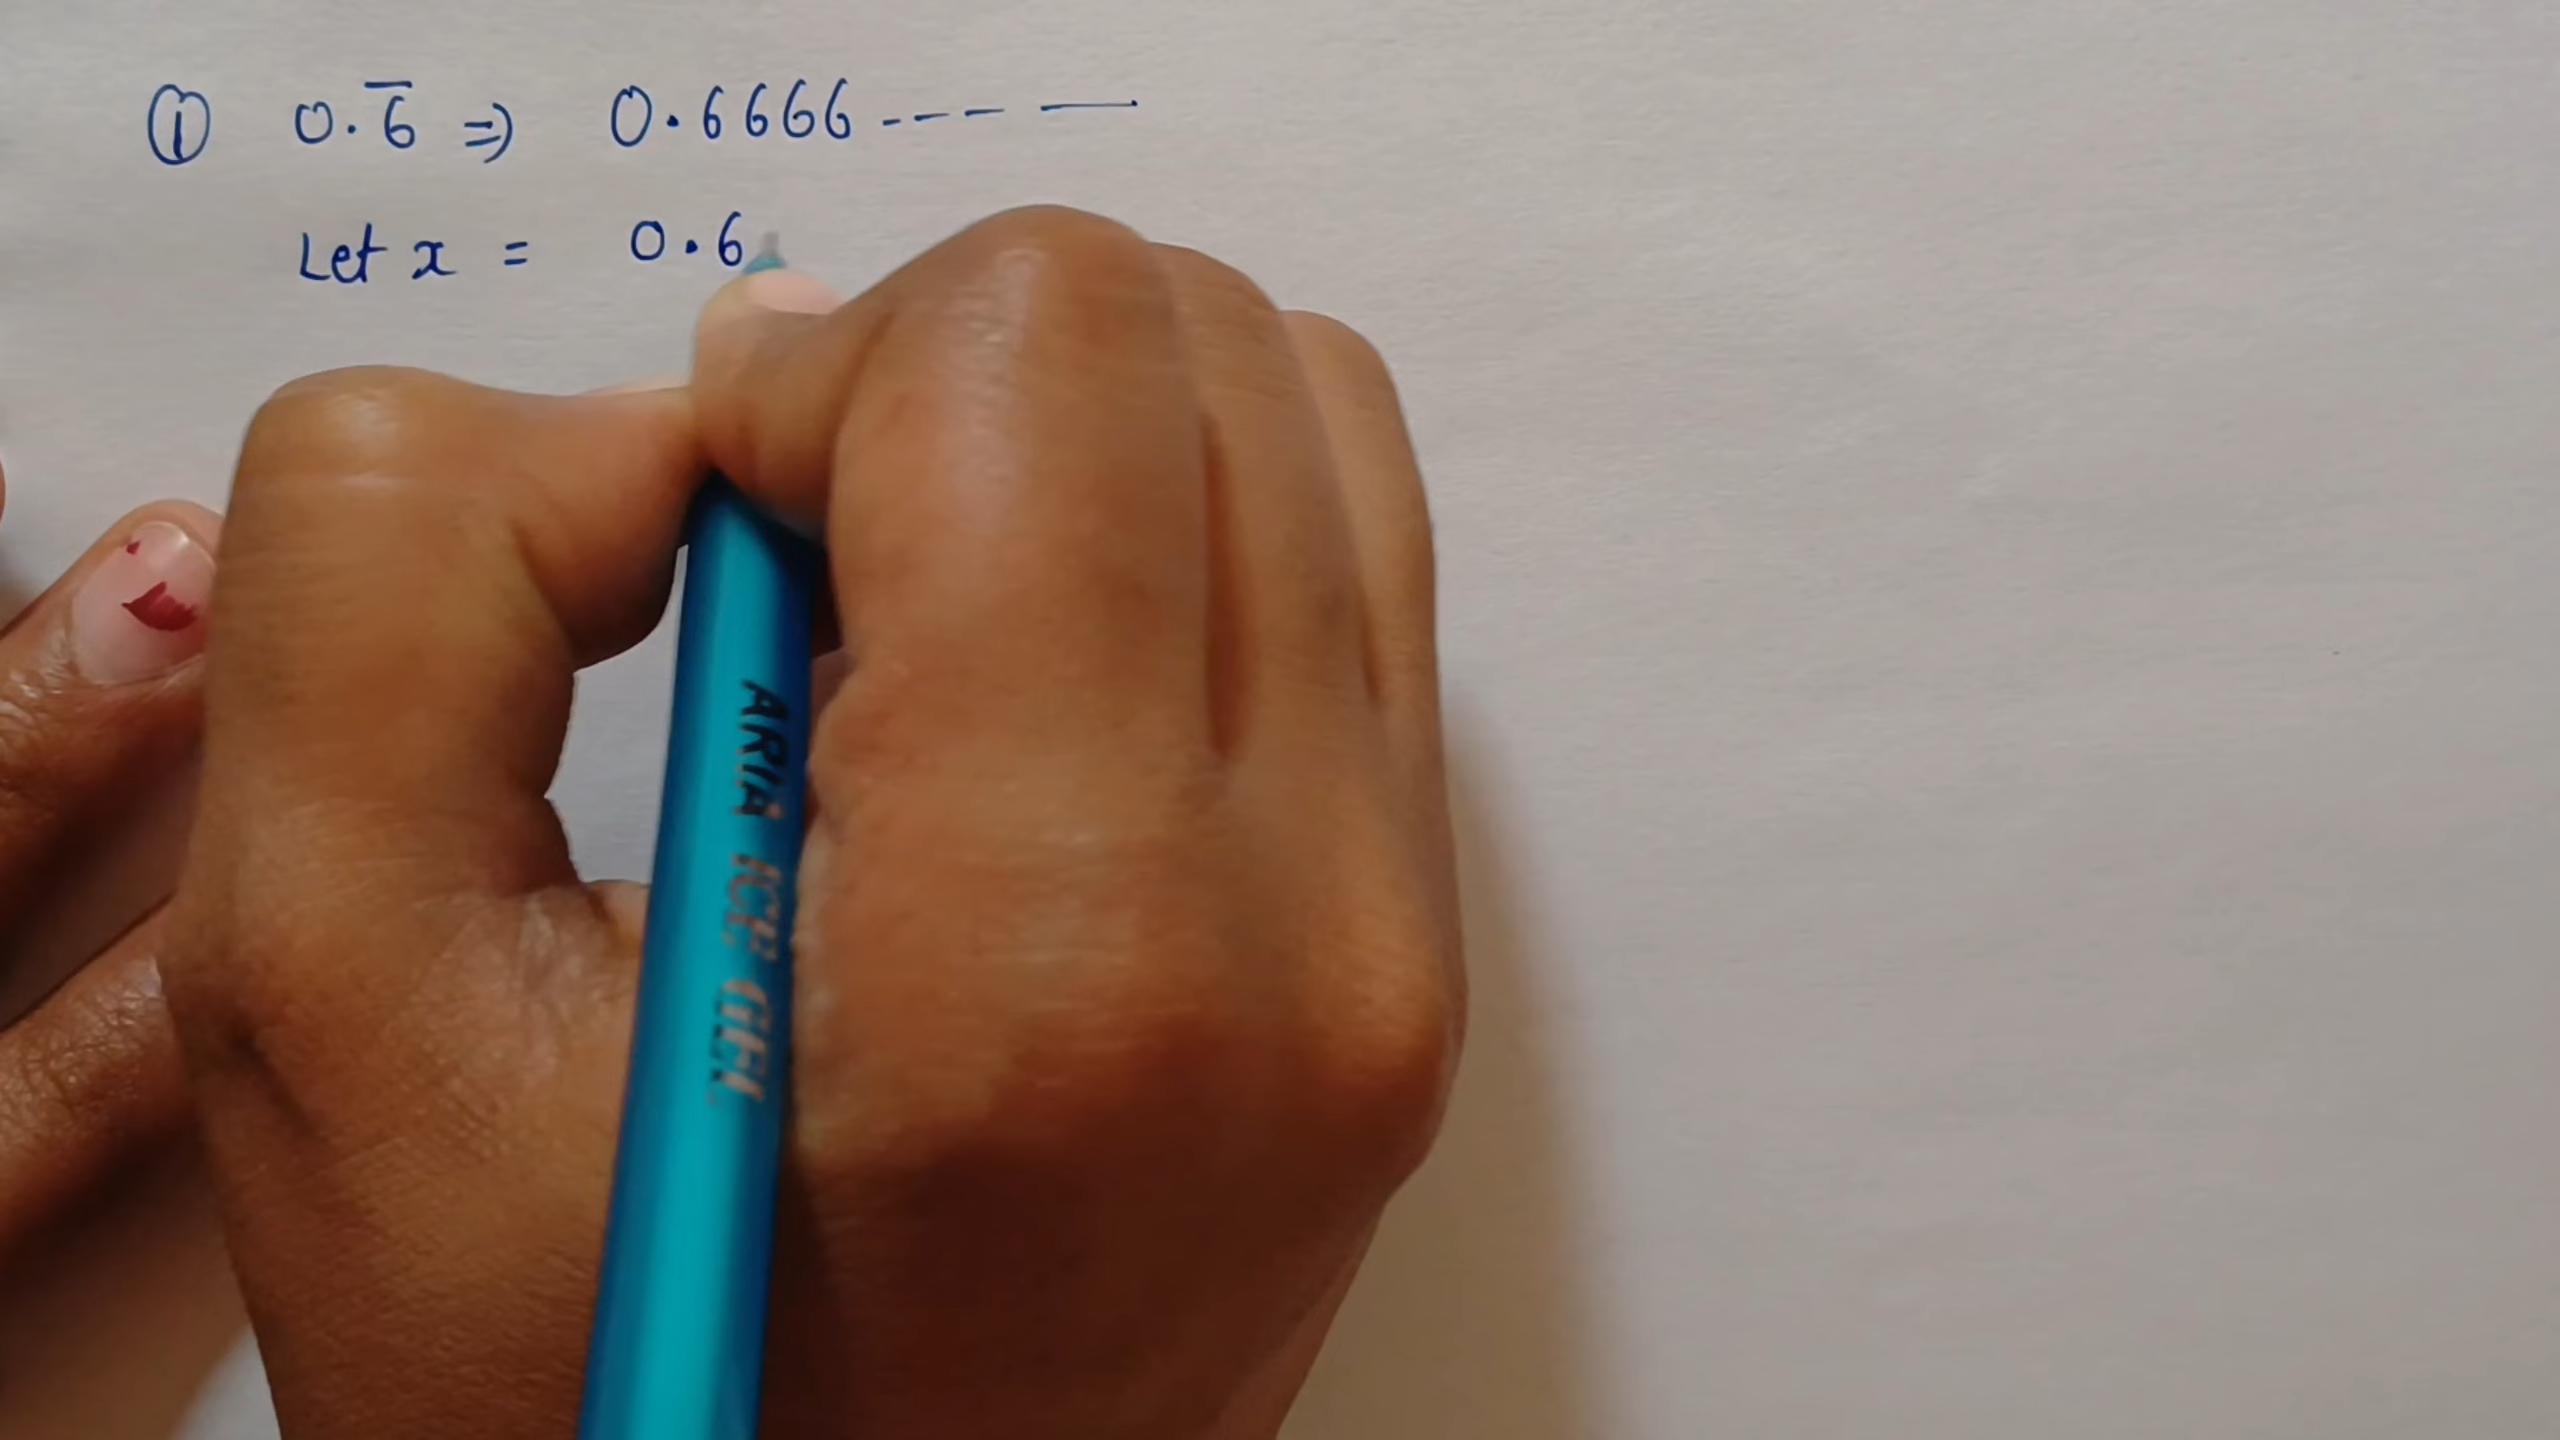 ① 0.6̅ ⇒ 0.6666 ---- —
Let x = 0.6
ARIA ICE GEL